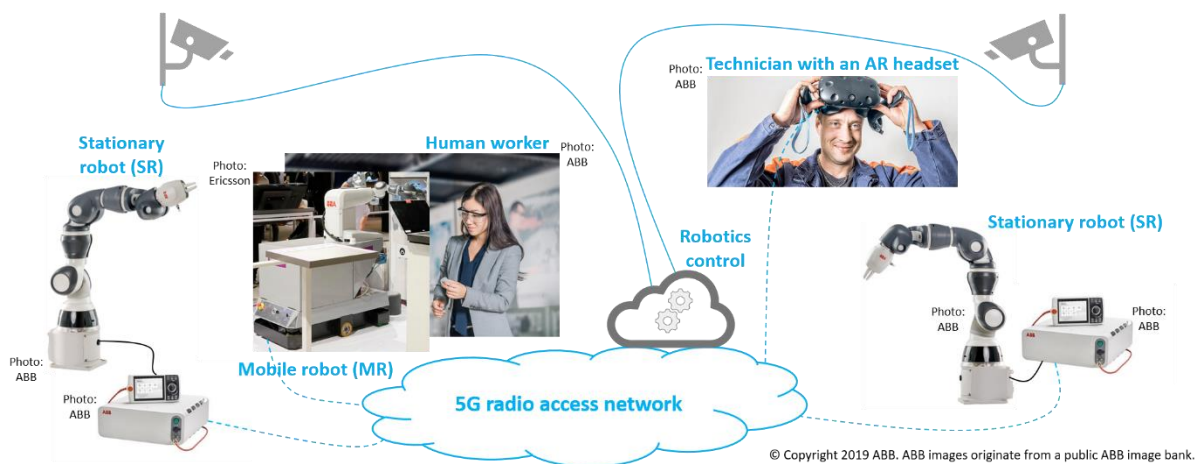 Photo:
ABB
Technician with an AR headset
Stationary
robot (SR)
Photo:
Ericsson
Human worker
Photo:
ABB
Stationary robot (SR)
Robotics
control
Photo:
ABB
Photo:
ABB
Photo:
ABB
Mobile robot (MR)
Photo:
ABB
5G radio access network
ABB
ABB
© Copyright 2019 ABB. ABB images originate from a public ABB image bank.